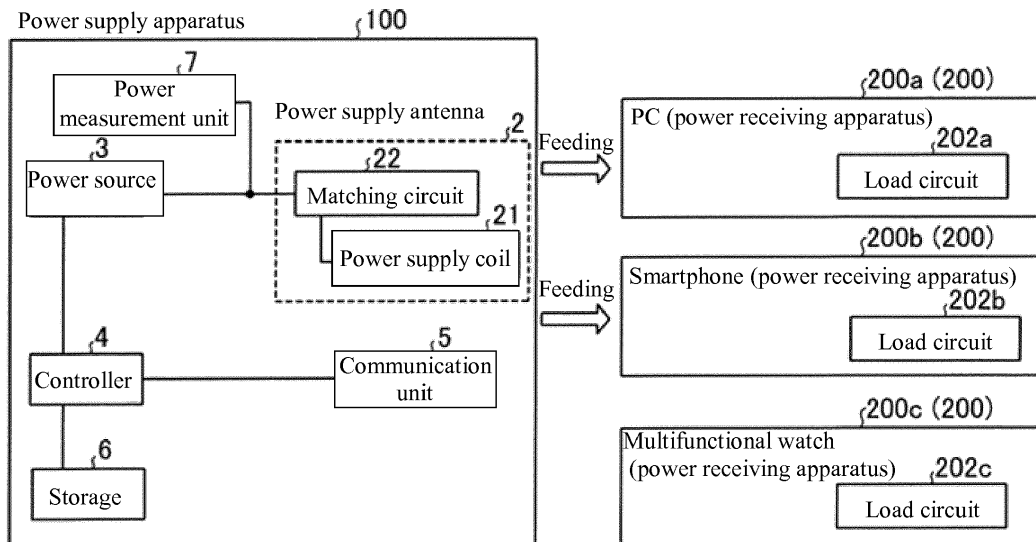 Power supply apparatus
100
7
Power
measurement unit
Power supply antenna
2
3
Power source
22
Matching circuit
21
Power supply coil
4
Controller
5
Communication
unit
6
Storage
Feeding
Feeding
200a (200)
PC (power receiving apparatus)
202a
Load circuit
200b (200)
Smartphone (power receiving apparatus)
202b
Load circuit
200c (200)
Multifunctional watch
(power receiving apparatus)
202c
Load circuit